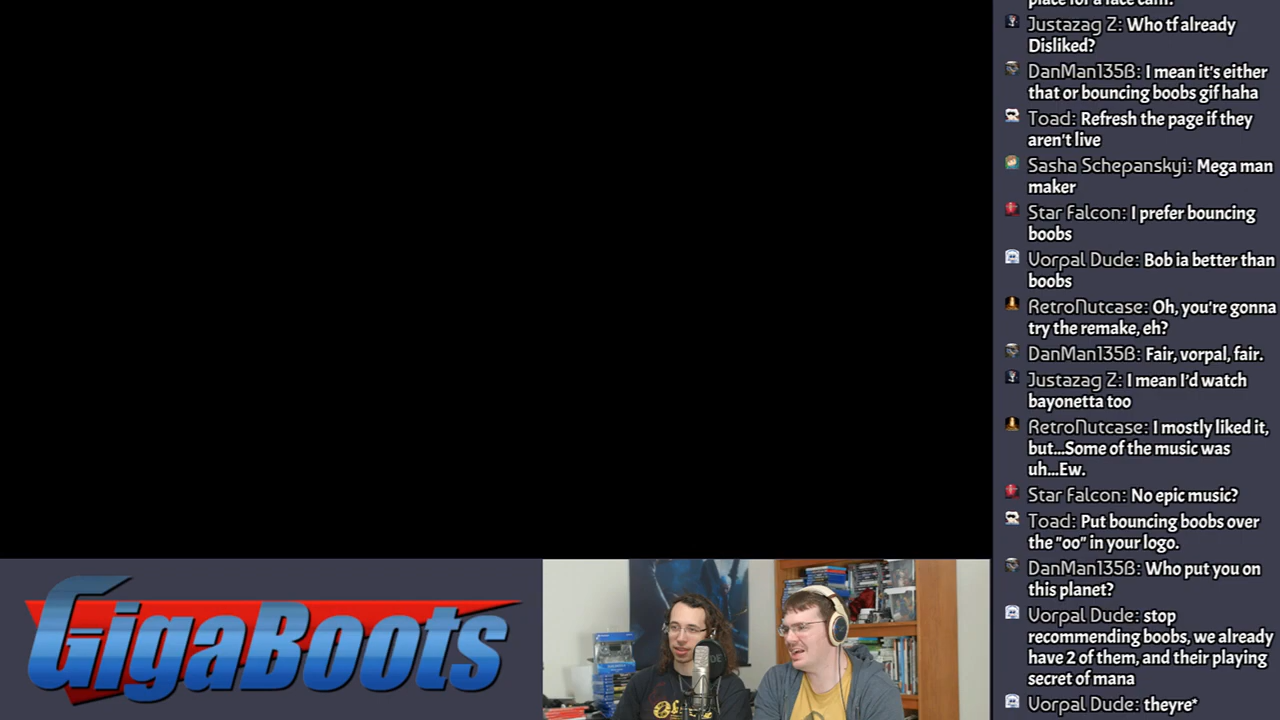 place for a face cam?
Justazag Z: Who tf already
Disliked?
DanMan135B: I mean it's either
that or bouncing boobs gif haha
Toad: Refresh the page if they
aren't live
Sasha Schepanskyi: Mega man
maker
Star Falcon: I prefer bouncing
boobs
Vorpal Dude: Bob ia better than
boobs
RetroNutcase: Oh, you're gonna
try the remake, eh?
DanMan135B: Fair, vorpal, fair.
Justazag Z: I mean I'd watch
bayonetta too
RetroNutcase: I mostly liked it,
but...Some of the music was
uh...Ew.
Star Falcon: No epic music?
Toad: Put bouncing boobs over
the "oo" in your logo.
DanMan135B: Who put you on
this planet?
Vorpal Dude: stop
recommending boobs, we already
have 2 of them, and their playing
secret of mana
Vorpal Dude: theyre*
GigaBoots